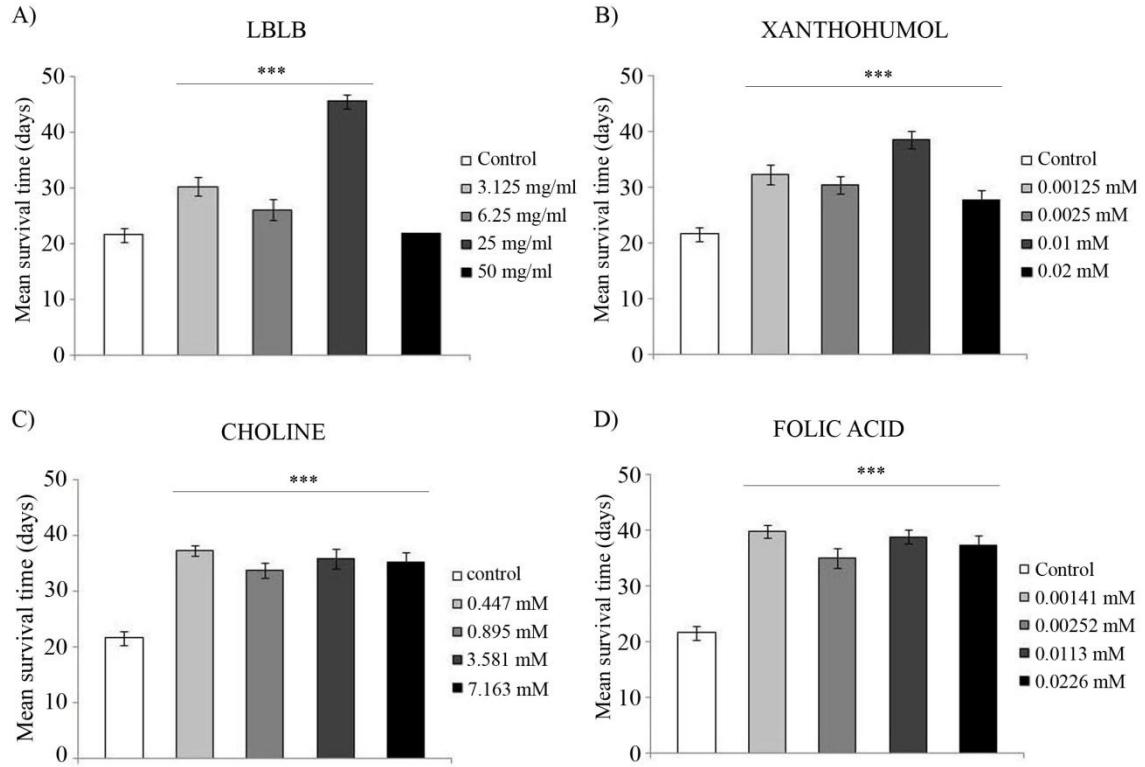 A)
LBLB
***
Mean survival time (days)
50
40
30
20
10
0
Control
3.125 mg/ml
6.25 mg/ml
25 mg/ml
50 mg/ml
B)
XANTHOHUMOL
***
Mean survival time (days)
50
40
30
20
10
0
Control
0.00125 mM
0.0025 mM
0.01 mM
0.02 mM
C)
CHOLINE
***
Mean survival time (days)
50
40
30
20
10
0
control
0.447 mM
0.895 mM
3.581 mM
7.163 mM
D)
FOLIC ACID
***
Mean survival time (days)
50
40
30
20
10
0
Control
0.00141 mM
0.00252 mM
0.0113 mM
0.0226 mM